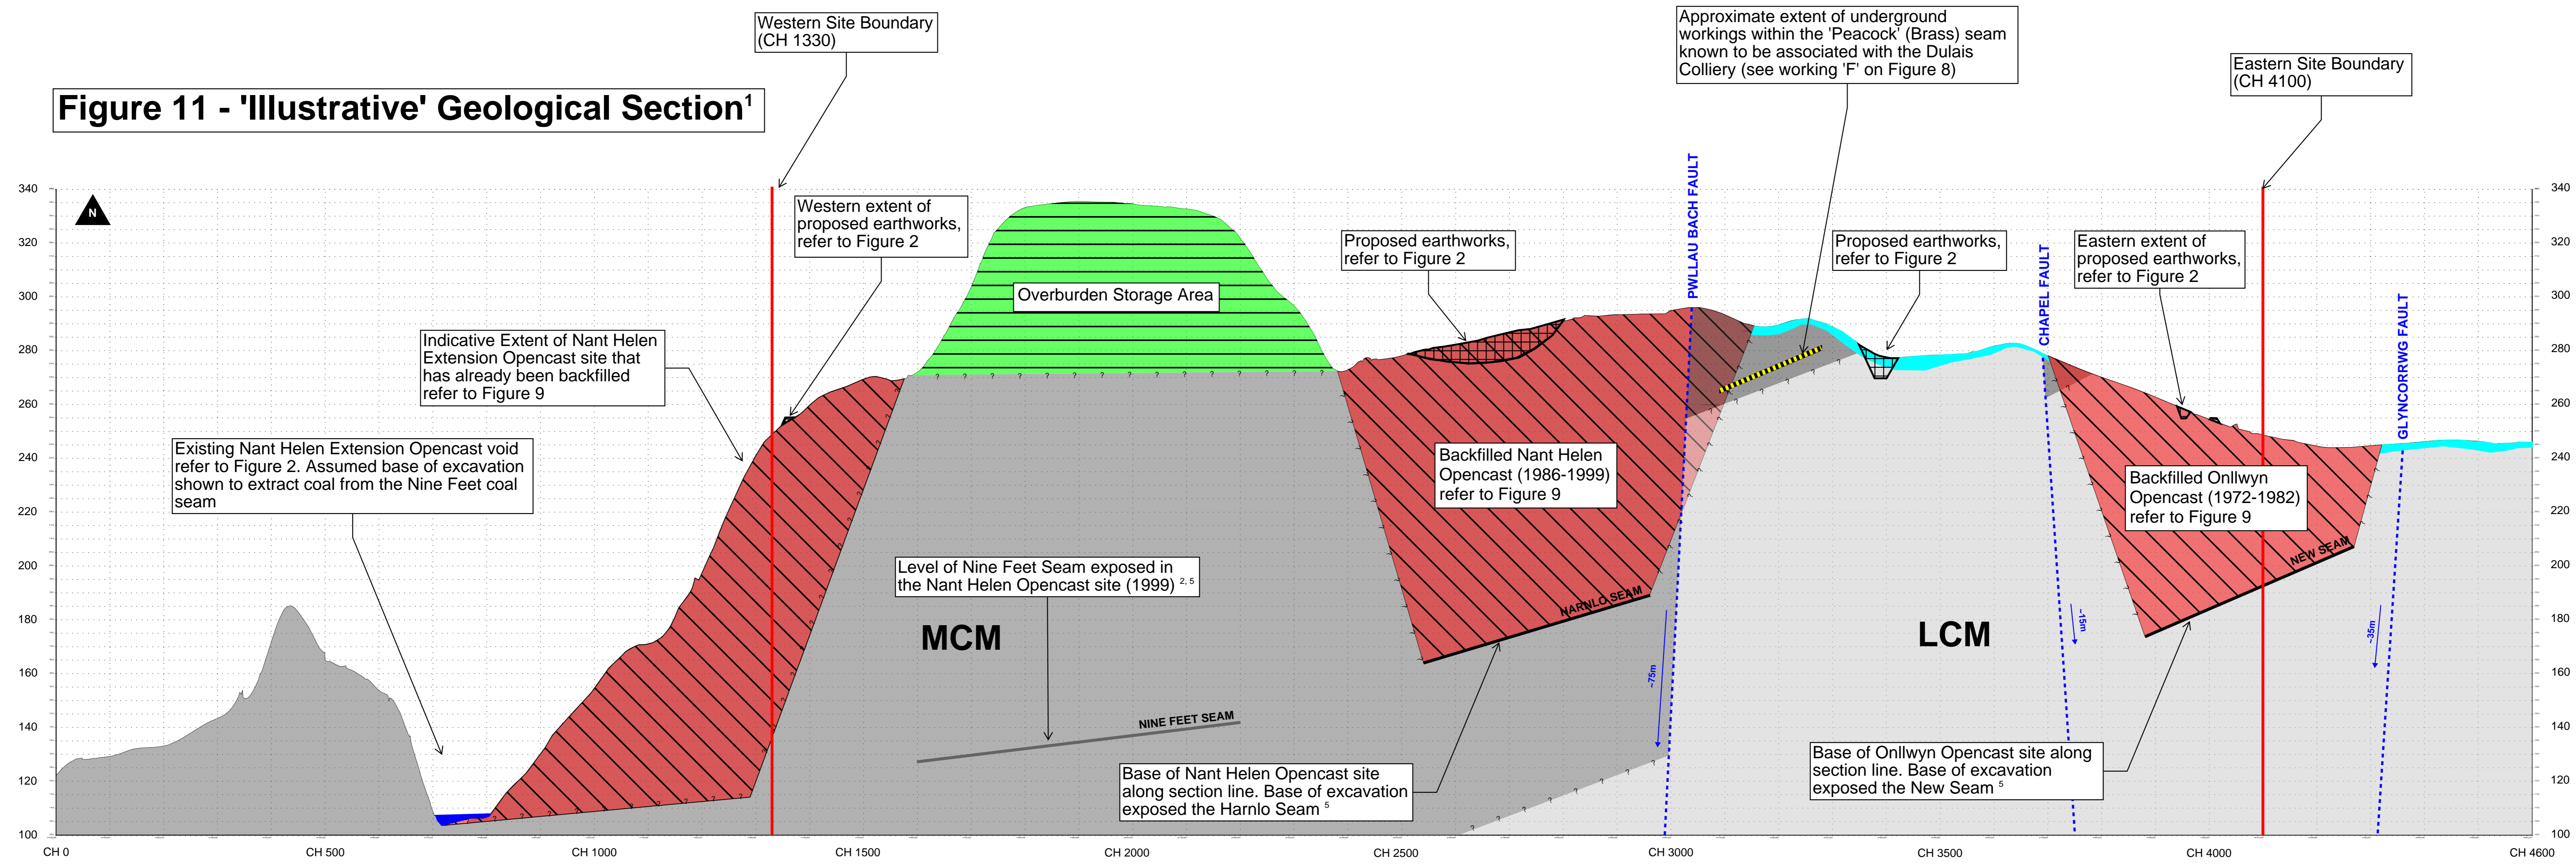 Figure 11 - 'Illustrative' Geological Section¹
Western Site Boundary
(CH 1330)
Approximate extent of underground
workings within the 'Peacock' (Brass) seam
known to be associated with the Dulais
Colliery (see working 'F' on Figure 8)
Eastern Site Boundary
(CH 4100)
N
Western extent of
proposed earthworks,
refer to Figure 2
Overburden Storage Area
Proposed earthworks,
refer to Figure 2
PWLLAU BACH FAULT
Proposed earthworks,
refer to Figure 2
CHAPEL FAULT
Eastern extent of
proposed earthworks,
refer to Figure 2
GLYNCORRWG FAULT
Indicative Extent of Nant Helen
Extension Opencast site that
has already been backfilled
refer to Figure 9
Existing Nant Helen Extension Opencast void
refer to Figure 2. Assumed base of excavation
shown to extract coal from the Nine Feet coal
seam
Backfilled Nant Helen
Opencast (1986-1999)
refer to Figure 9
Backfilled Onllwyn
Opencast (1972-1982)
refer to Figure 9
Level of Nine Feet Seam exposed in
the Nant Helen Opencast site (1999) ²,⁵
HARNLO SEAM
NEW SEAM
MCM
LCM
~75m
~15m
~35m
NINE FEET SEAM
Base of Nant Helen Opencast site
along section line. Base of excavation
exposed the Harnlo Seam ⁵
Base of Onllwyn Opencast site along
section line. Base of excavation
exposed the New Seam ⁵
340
320
300
280
260
240
220
200
180
160
140
120
100
340
320
300
280
260
240
220
200
180
160
140
120
100
CH 0
CH 500
CH 1000
CH 1500
CH 2000
CH 2500
CH 3000
CH 3500
CH 4000
CH 4600